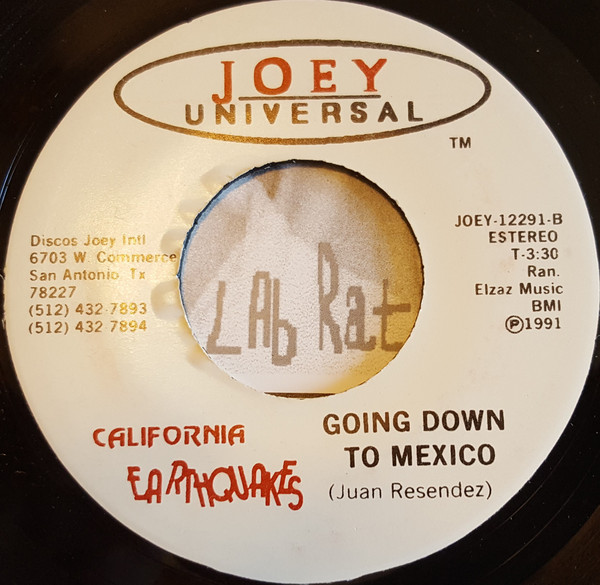 JOEY
UNIVERSAL
TM
Discos Joey Intl
6703 W. Commerce
San Antonio, Tx
78227
(512) 432-7893
(512) 432-7894
JOEY-12291-B
ESTEREO
T-3:30
Ran.
Elzaz Music
BMI
℗1991
LAb Rat
CALIFORNIA
EARTHQUAKES
GOING DOWN
TO MEXICO
(Juan Resendez)